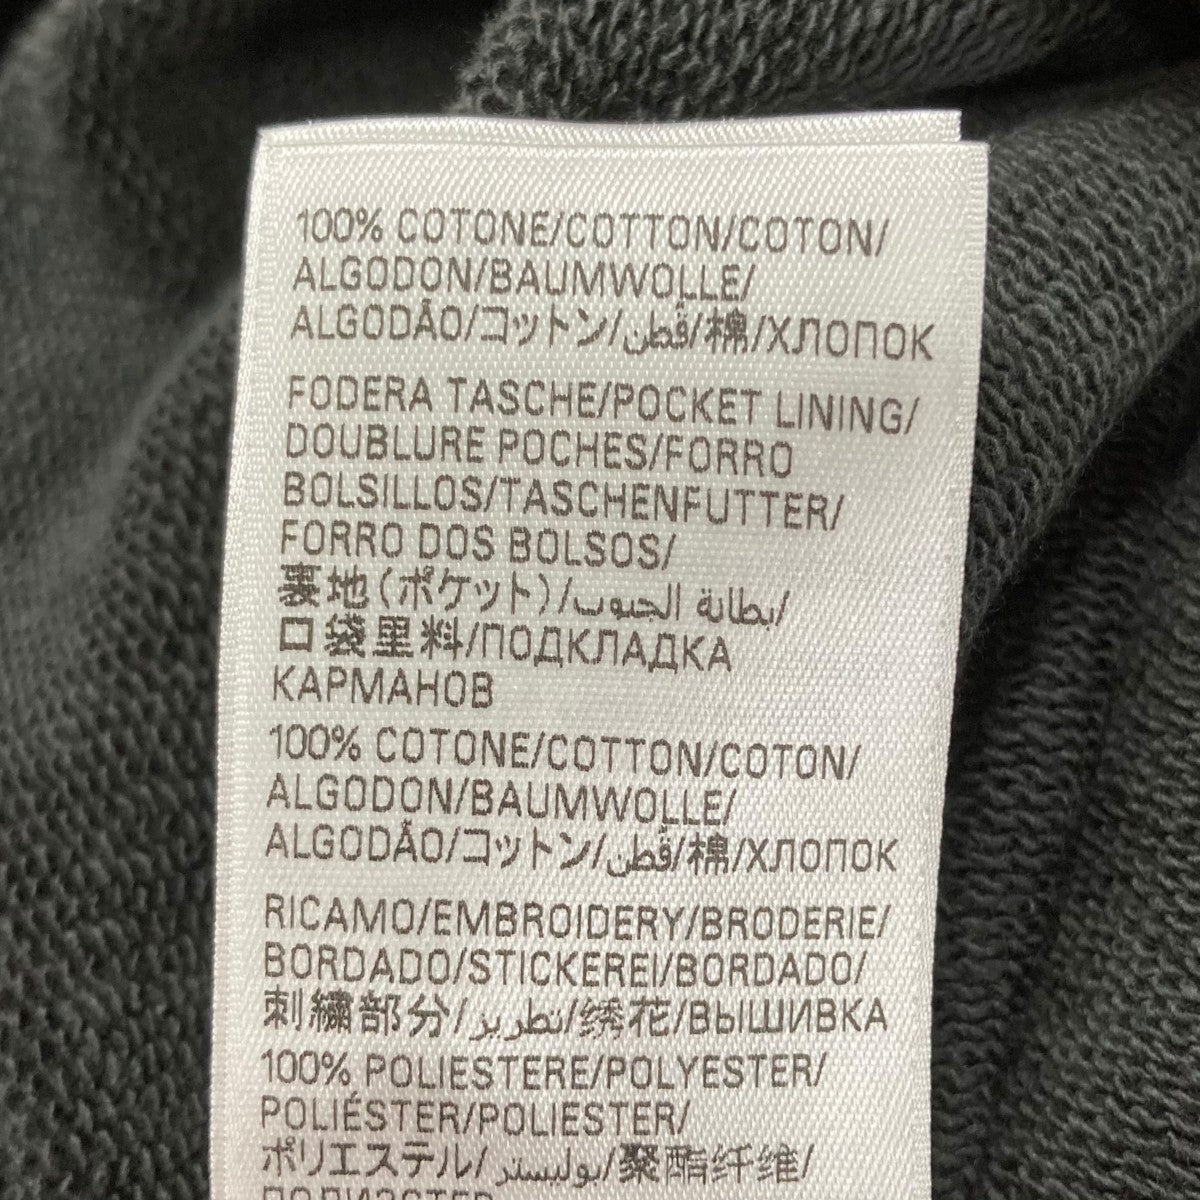 100% COTONE/COTTON/COTON/
ALGODON/BAUMWOLLE/
ALGODÃO/コットン/قطن/棉/ХЛОПОК
FODERA TASCHE/POCKET LINING/
DOUBLURE POCHES/FORRO
BOLSILLOS/TASCHENFUTTER/
FORRO DOS BOLSOS/
裏地(ポケット)/بطانة الجيوب/
口袋里料/ПОДКЛАДКА
КАРМАНОВ
100% COTONE/COTTON/COTON/
ALGODON/BAUMWOLLE/
ALGODÃO/コットン/قطن/棉/ХЛОПОК
RICAMO/EMBROIDERY/BRODERIE/
BORDADO/STICKEREI/BORDADO/
刺繍部分/تطريز/绣花/ВЫШИВКА
100% POLIESTERE/POLYESTER/
POLIÉSTER/POLIESTER/
ポリエステル/بوليستر/聚酯纤维/
ПОЛИЭСТЕР